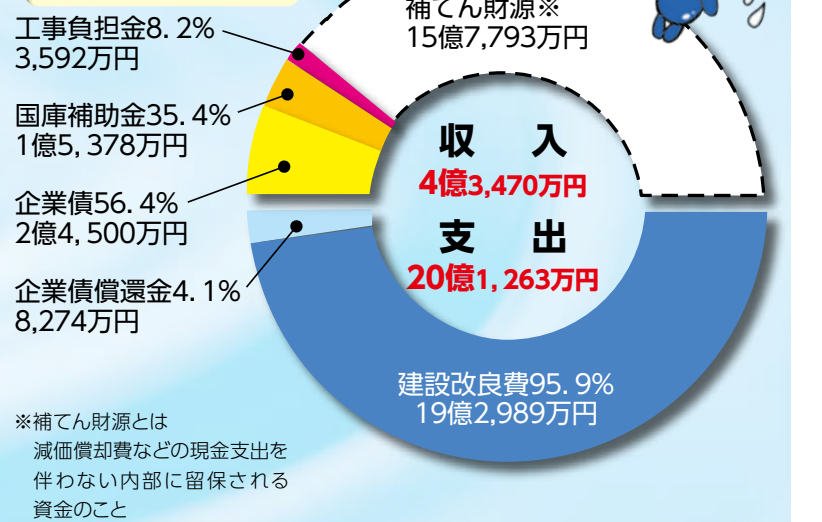 補てん財源※
15億7,793万円
工事負担金8.2%
3,592万円
国庫補助金35.4%
1億5,378万円
企業債56.4%
2億4,500万円
企業債償還金4.1%
8,274万円
収 入
4億3,470万円
支 出
20億1,263万円
建設改良費95.9%
19億2,989万円
※補てん財源とは
減価償却費などの現金支出を
伴わない内部に留保される
資金のこと